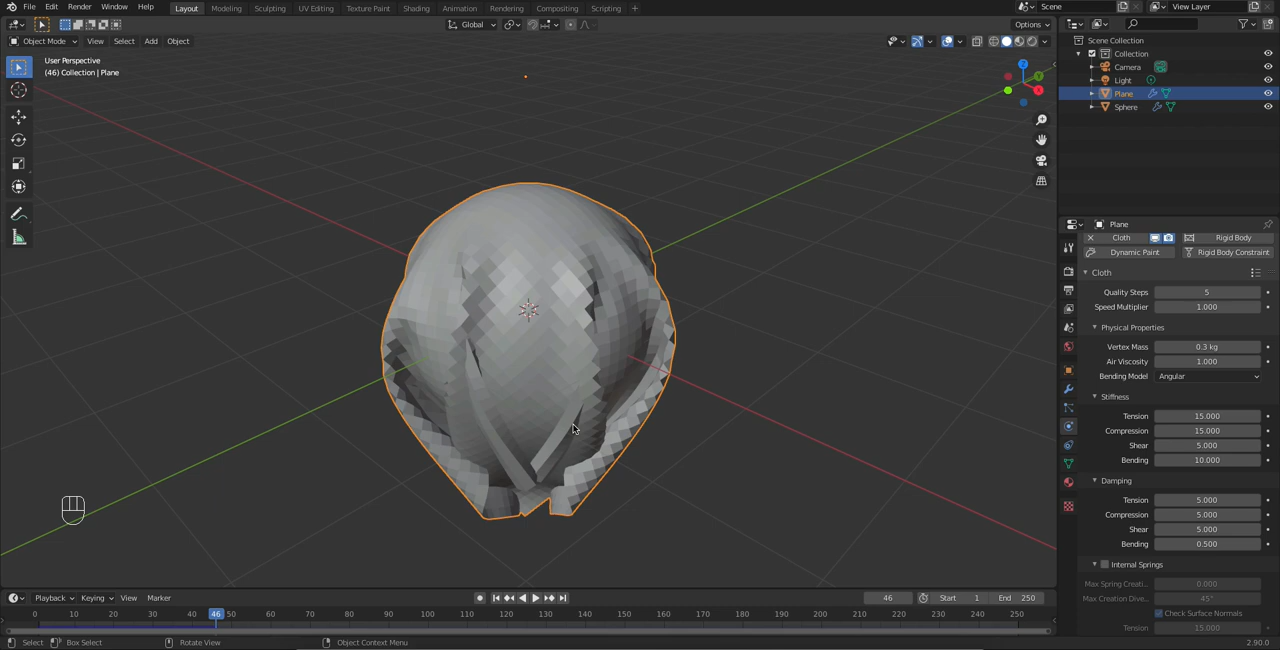 File Edit Render Window Help Layout Modeling Sculpting UV Editing Texture Paint Shading Animation Rendering Compositing Scripting + Scene View Layer
Global Options
Object Mode View Select Add Object
User Perspective
(46) Collection | Plane
Z
Y
X
Scene Collection
Collection
Camera
Light
Plane
Sphere
Plane
Cloth Rigid Body
Dynamic Paint Rigid Body Constraint
Cloth
Quality Steps 5
Speed Multiplier 1.000
Physical Properties
Vertex Mass 0.3 kg
Air Viscosity 1.000
Bending Model Angular
Stiffness
Tension 15.000
Compression 15.000
Shear 5.000
Bending 10.000
Damping
Tension 5.000
Compression 5.000
Shear 5.000
Bending 0.500
Internal Springs
Max Spring Creati... 0.000
Max Creation Dive... 45°
Check Surface Normals
Tension 15.000
Playback Keying View Marker 46 Start 1 End 250
0 10 20 30 40 46 50 60 70 80 90 100 110 120 130 140 150 160 170 180 190 200 210 220 230 240 250
Select Box Select Rotate View Object Context Menu 2.90.0